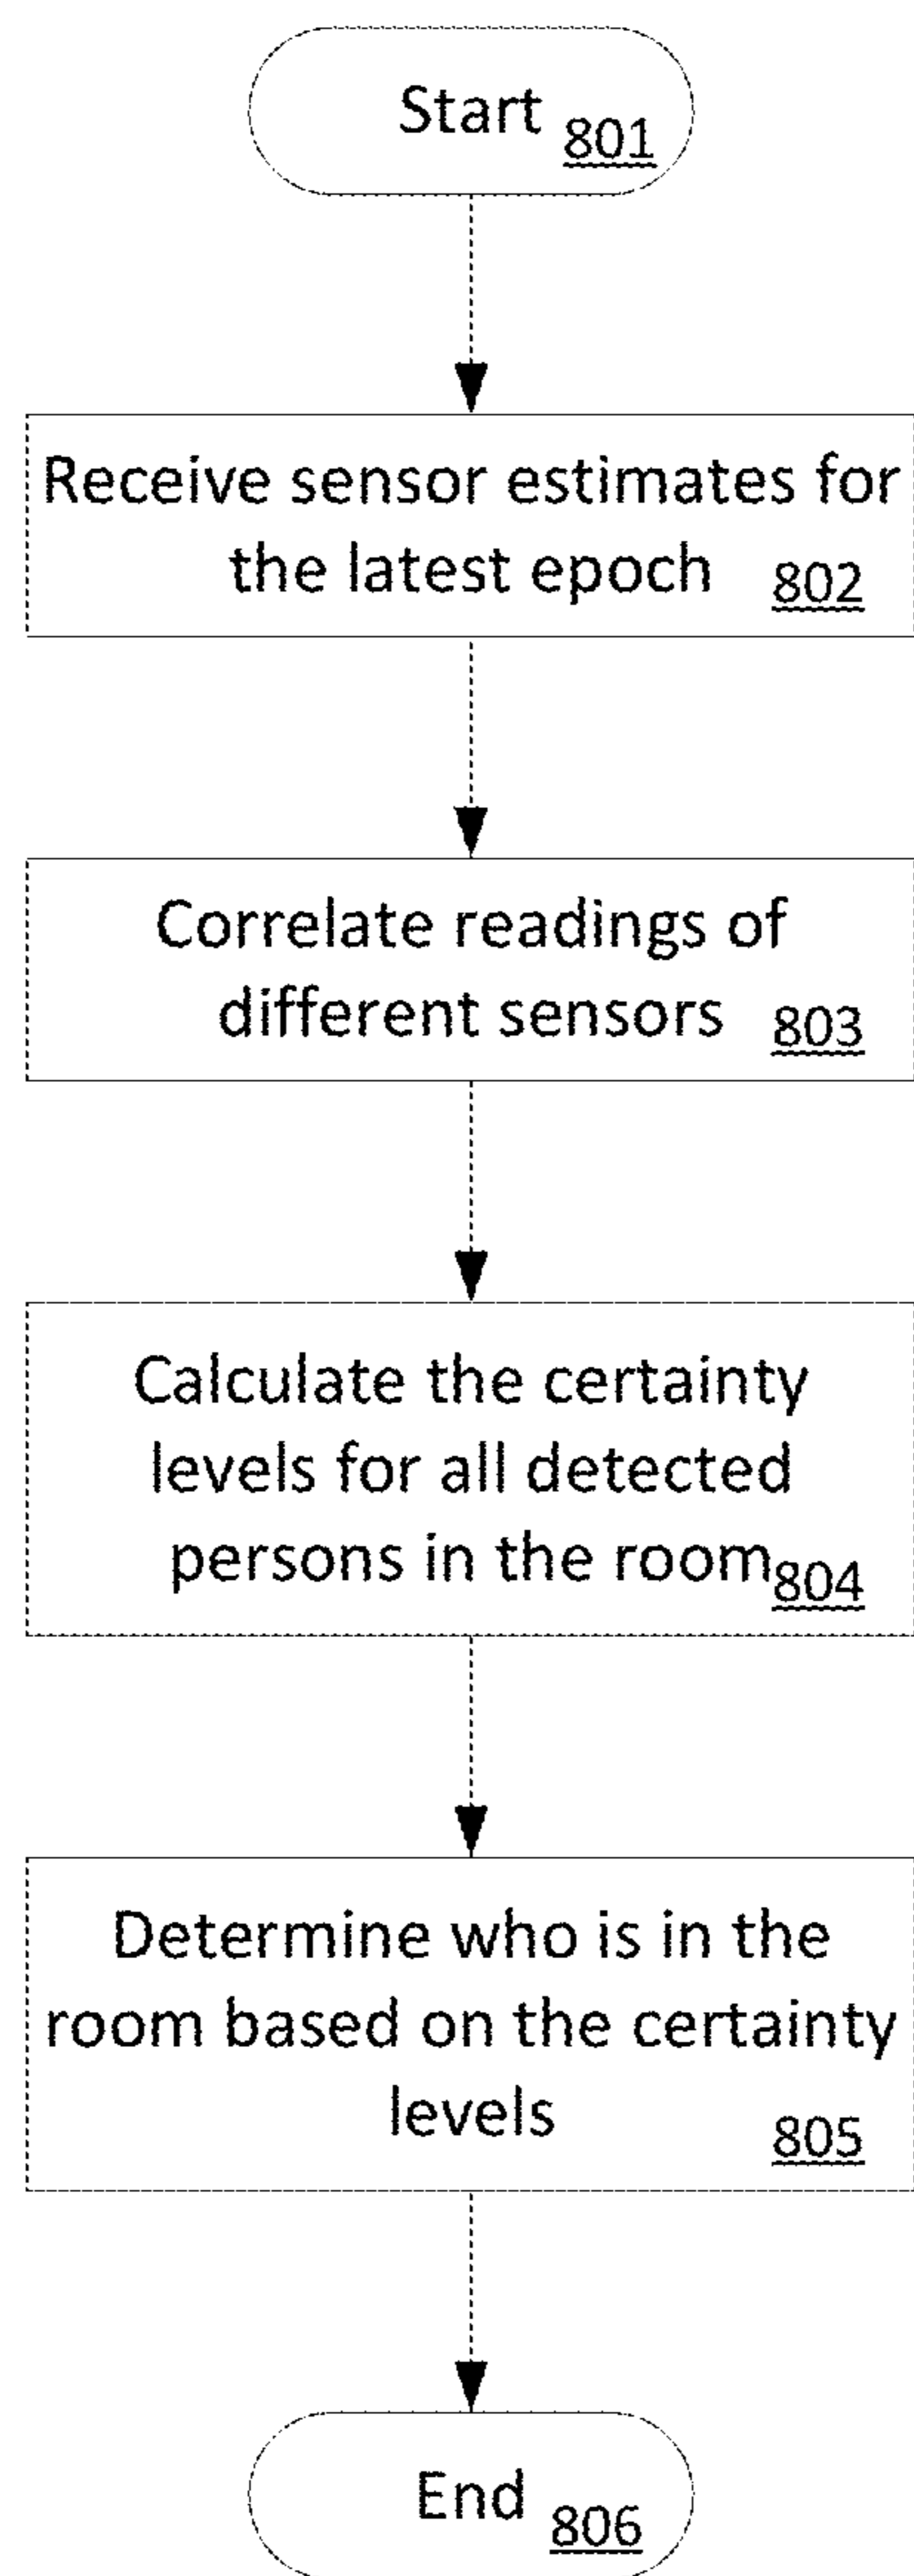 Start 801
Receive sensor estimates for
the latest epoch 802
Correlate readings of
different sensors 803
Calculate the certainty
levels for all detected
persons in the room 804
Determine who is in the
room based on the certainty
levels 805
End 806